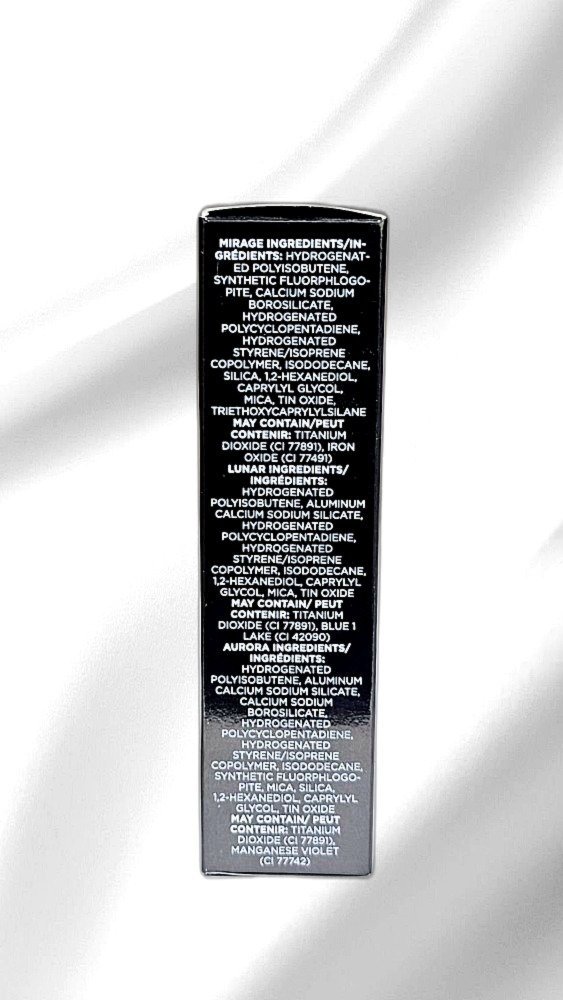 MIRAGE INGREDIENTS/IN-
GRÉDIENTS: HYDROGENAT-
ED POLYISOBUTENE,
SYNTHETIC FLUORPHLOGO-
PITE, CALCIUM SODIUM
BOROSILICATE,
HYDROGENATED
POLYCYCLOPENTADIENE,
HYDROGENATED
STYRENE/ISOPRENE
COPOLYMER, ISODODECANE,
SILICA, 1,2-HEXANEDIOL,
CAPRYLYL GLYCOL,
MICA, TIN OXIDE,
TRIETHOXYCAPRYLYLSILANE
MAY CONTAIN/PEUT
CONTENIR: TITANIUM
DIOXIDE (CI 77891), IRON
OXIDE (CI 77491)
LUNAR INGREDIENTS/
INGRÉDIENTS:
HYDROGENATED
POLYISOBUTENE, ALUMINUM
CALCIUM SODIUM SILICATE,
HYDROGENATED
POLYCYCLOPENTADIENE,
HYDROGENATED
STYRENE/ISOPRENE
COPOLYMER, ISODODECANE,
1,2-HEXANEDIOL, CAPRYLYL
GLYCOL, MICA, TIN OXIDE
MAY CONTAIN/ PEUT
CONTENIR: TITANIUM
DIOXIDE (CI 77891), BLUE 1
LAKE (CI 42090)
AURORA INGREDIENTS/
INGRÉDIENTS:
HYDROGENATED
POLYISOBUTENE, ALUMINUM
CALCIUM SODIUM SILICATE,
CALCIUM SODIUM
BOROSILICATE,
HYDROGENATED
POLYCYCLOPENTADIENE,
HYDROGENATED
STYRENE/ISOPRENE
COPOLYMER, ISODODECANE,
SYNTHETIC FLUORPHLOGO-
PITE, MICA, SILICA,
1,2-HEXANEDIOL, CAPRYLYL
GLYCOL, TIN OXIDE
MAY CONTAIN/ PEUT
CONTENIR: TITANIUM
DIOXIDE (CI 77891),
MANGANESE VIOLET
(CI 77742)